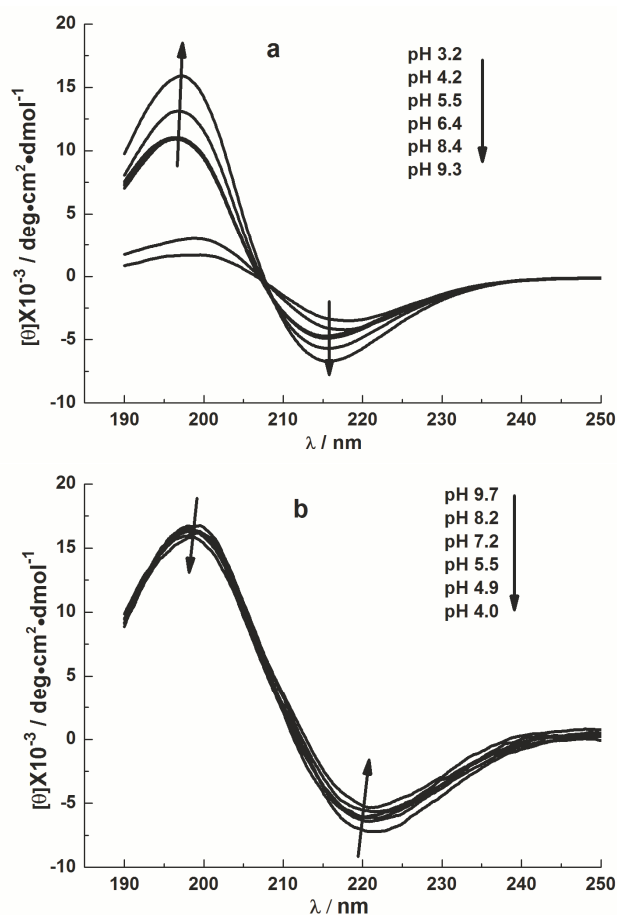 20
15
10
5
0
-5
-10
a
pH 3.2
pH 4.2
pH 5.5
pH 6.4
pH 8.4
pH 9.3
[θ]X10⁻³ / deg•cm²•dmol⁻¹
190 200 210 220 230 240 250
λ / nm
20
15
10
5
0
-5
-10
b
pH 9.7
pH 8.2
pH 7.2
pH 5.5
pH 4.9
pH 4.0
[θ]X10⁻³ / deg•cm²•dmol⁻¹
190 200 210 220 230 240 250
λ / nm